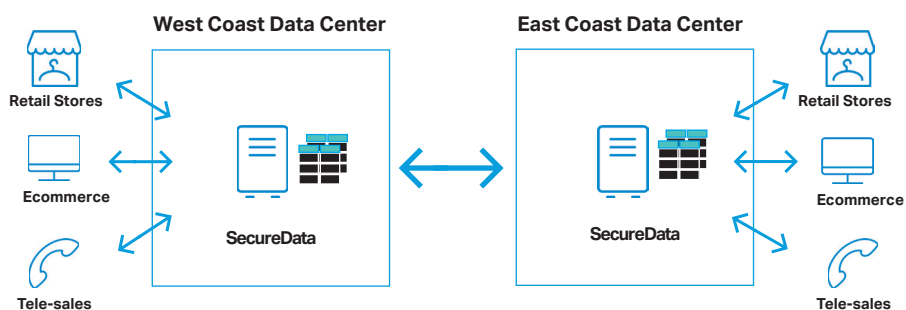 West Coast Data Center
East Coast Data Center
Retail Stores
Retail Stores
Ecommerce
Ecommerce
SecureData
SecureData
Tele-sales
Tele-sales